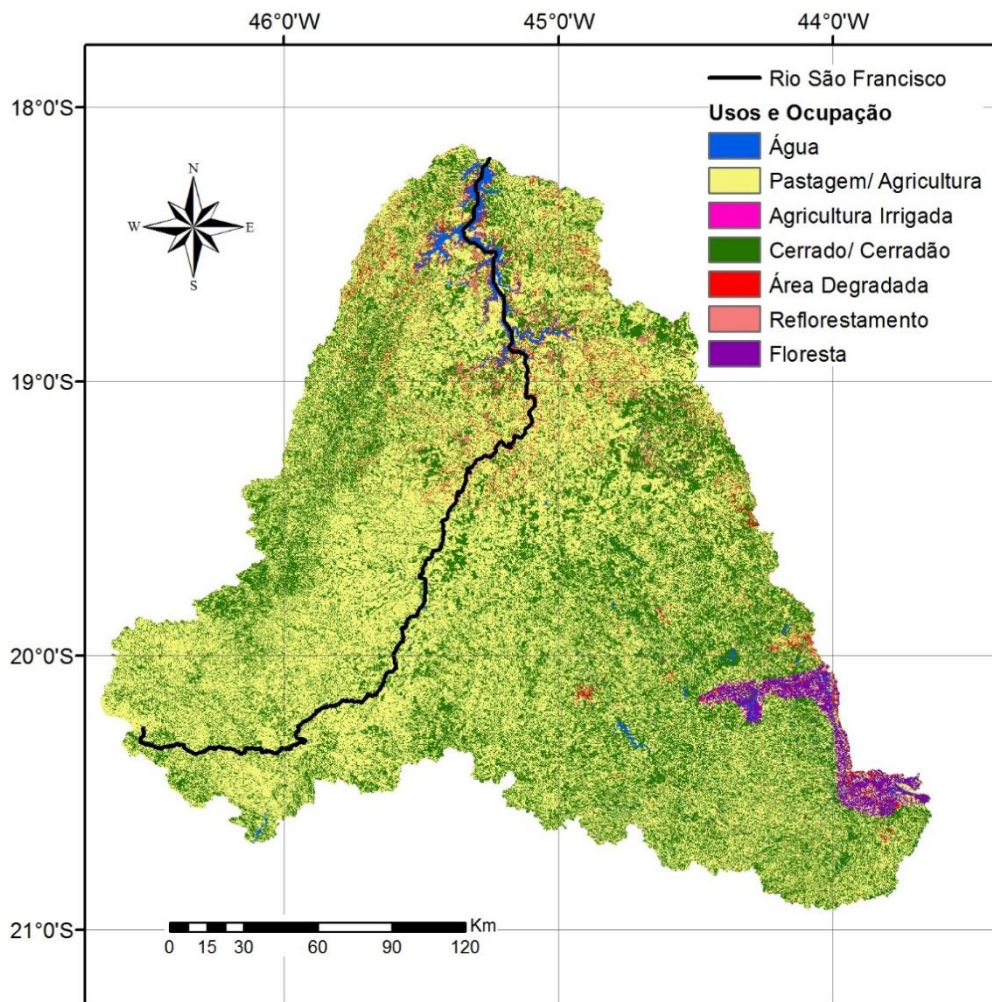 46°0'W 45°0'W 44°0'W
18°0'S
19°0'S
20°0'S
21°0'S
Rio São Francisco
Usos e Ocupação
Água
Pastagem/ Agricultura
Agricultura Irrigada
Cerrado/ Cerradão
Área Degradada
Reflorestamento
Floresta
N
W E
S
Km
0 15 30 60 90 120